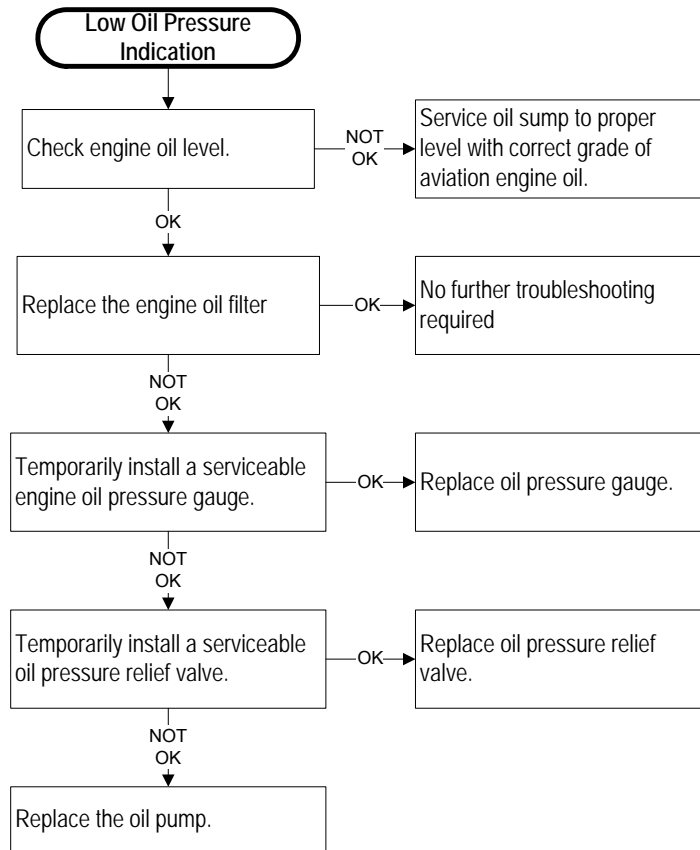 Low Oil Pressure
Indication
Check engine oil level.
NOT
OK
Service oil sump to proper
level with correct grade of
aviation engine oil.
OK
Replace the engine oil filter
OK
No further troubleshooting
required
NOT
OK
Temporarily install a serviceable
engine oil pressure gauge.
OK
Replace oil pressure gauge.
NOT
OK
Temporarily install a serviceable
oil pressure relief valve.
OK
Replace oil pressure relief
valve.
NOT
OK
Replace the oil pump.